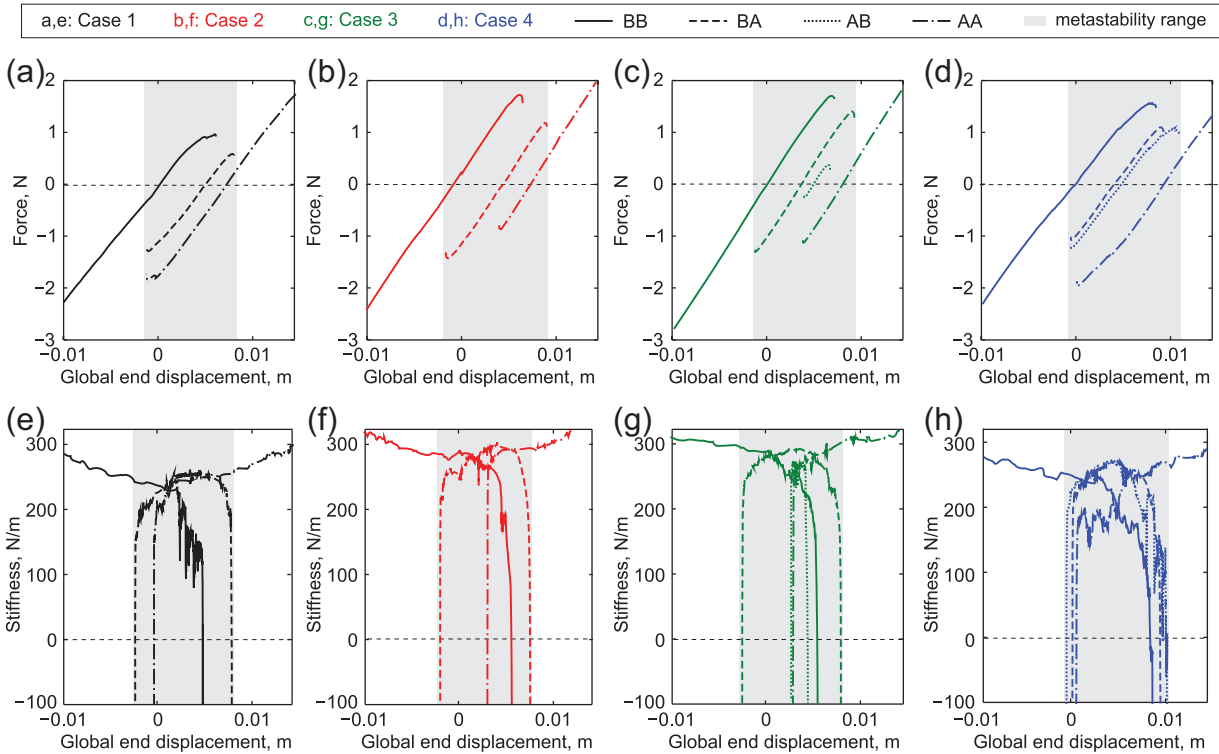 a,e: Case 1 b,f: Case 2 c,g: Case 3 d,h: Case 4 BB BA AB AA metastability range
(a) (b) (c) (d)
2 2 2 2
1 1 1 1
0 0 0 0
−1 −1 −1 −1
−2 −2 −2 −2
−3 −3 −3 −3
Force, N Force, N Force, N Force, N
−0.01 0 0.01 −0.01 0 0.01 −0.01 0 0.01 −0.01 0 0.01
Global end displacement, m Global end displacement, m Global end displacement, m Global end displacement, m
(e) (f) (g) (h)
300 300 300 300
200 200 200 200
100 100 100 100
0 0 0 0
−100 −100 −100 −100
Stiffness, N/m Stiffness, N/m Stiffness, N/m Stiffness, N/m
−0.01 0 0.01 −0.01 0 0.01 −0.01 0 0.01 −0.01 0 0.01
Global end displacement, m Global end displacement, m Global end displacement, m Global end displacement, m